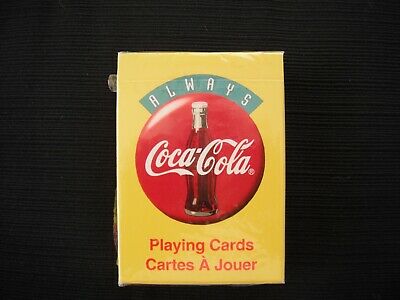 ALWAYS
Coca-Cola®
Playing Cards
Cartes À Jouer